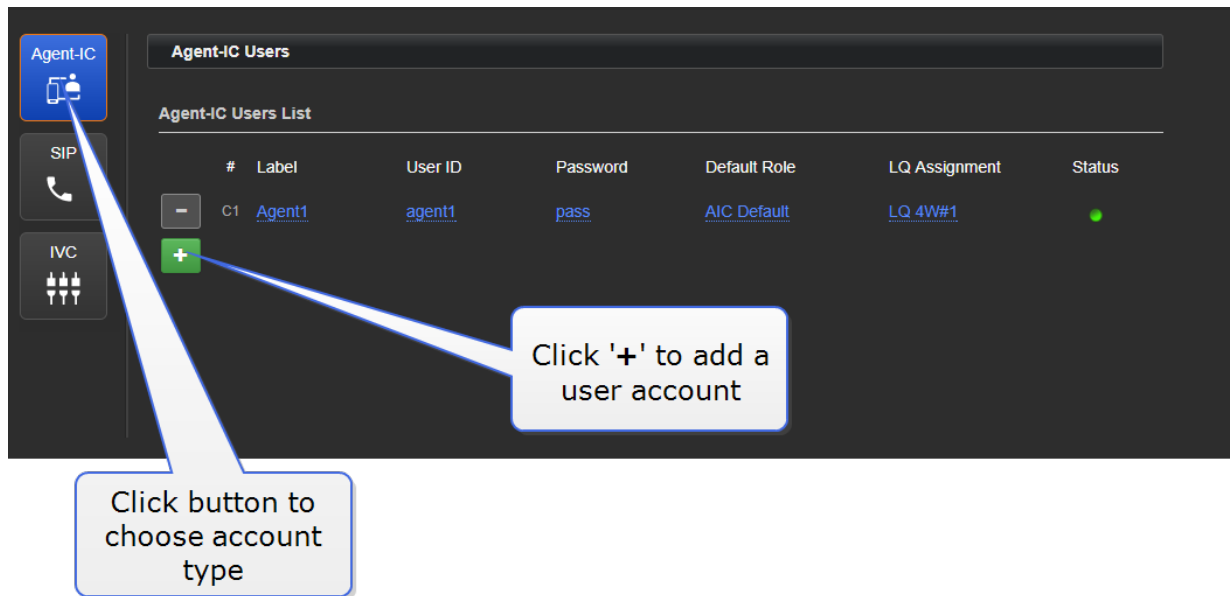 Agent-IC
SIP
IVC
Agent-IC Users
Agent-IC Users List
# Label User ID Password Default Role LQ Assignment Status
- C1 Agent1 agent1 pass AIC Default LQ 4W#1
+
Click '+' to add a
user account
Click button to
choose account
type